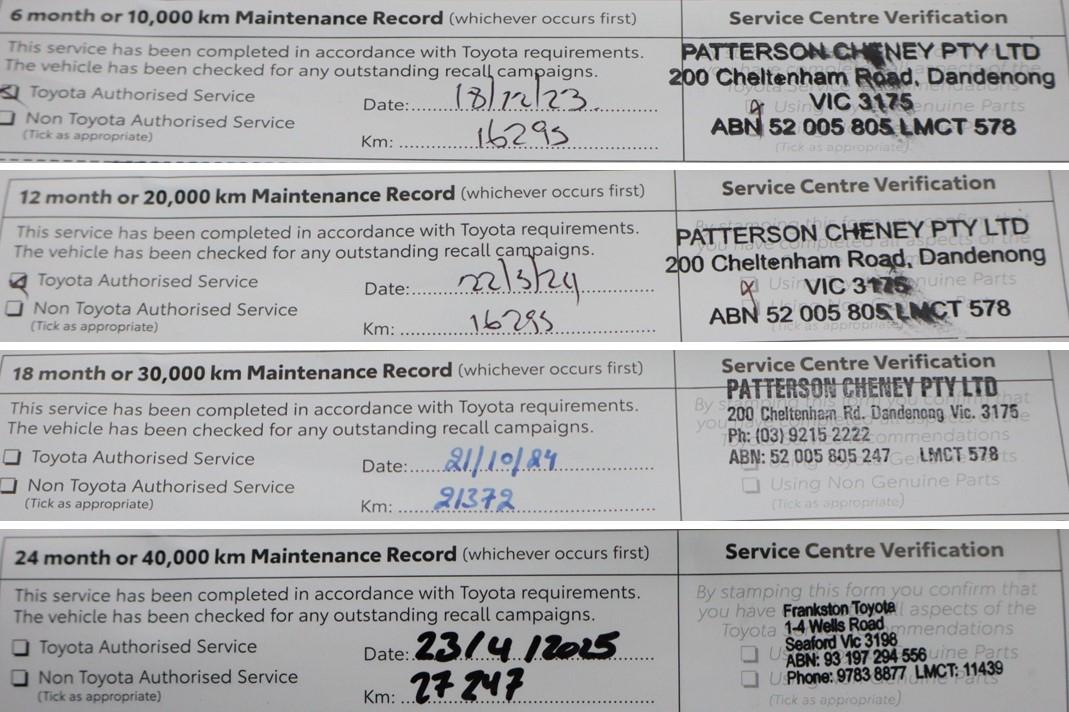 6 month or 10,000 km Maintenance Record (whichever occurs first)
Service Centre Verification
This service has been completed in accordance with Toyota requirements.
The vehicle has been checked for any outstanding recall campaigns.
Toyota Authorised Service
Non Toyota Authorised Service
(Tick as appropriate)
Date: 18/12/23
Km: 16295
PATTERSON CHENEY PTY LTD
200 Cheltenham Road, Dandenong
VIC 3175
ABN 52 005 805 LMCT 578
(Tick as appropriate)
12 month or 20,000 km Maintenance Record (whichever occurs first)
Service Centre Verification
This service has been completed in accordance with Toyota requirements.
The vehicle has been checked for any outstanding recall campaigns.
Toyota Authorised Service
Non Toyota Authorised Service
(Tick as appropriate)
Date: 22/3/24
Km: 16295
PATTERSON CHENEY PTY LTD
200 Cheltenham Road, Dandenong
VIC 3175
ABN 52 005 805 LMCT 578
18 month or 30,000 km Maintenance Record (whichever occurs first)
Service Centre Verification
This service has been completed in accordance with Toyota requirements.
The vehicle has been checked for any outstanding recall campaigns.
Toyota Authorised Service
Non Toyota Authorised Service
(Tick as appropriate)
Date: 21/10/24
Km: 21372
PATTERSON CHENEY PTY LTD
200 Cheltenham Rd. Dandenong Vic. 3175
Ph: (03) 9215 2222
ABN: 52 005 805 247 LMCT 578
Using Non Genuine Parts
(Tick as appropriate)
24 month or 40,000 km Maintenance Record (whichever occurs first)
Service Centre Verification
This service has been completed in accordance with Toyota requirements.
The vehicle has been checked for any outstanding recall campaigns.
Toyota Authorised Service
Non Toyota Authorised Service
(Tick as appropriate)
Date: 23/4/2025
Km: 27247
By stamping this form you confirm that
you have all aspects of the
Toyota
Frankston Toyota
1-4 Wells Road
Seaford Vic 3198
ABN: 93 197 294 556
Phone: 9783 8877 LMCT: 11439
(Tick as appropriate)